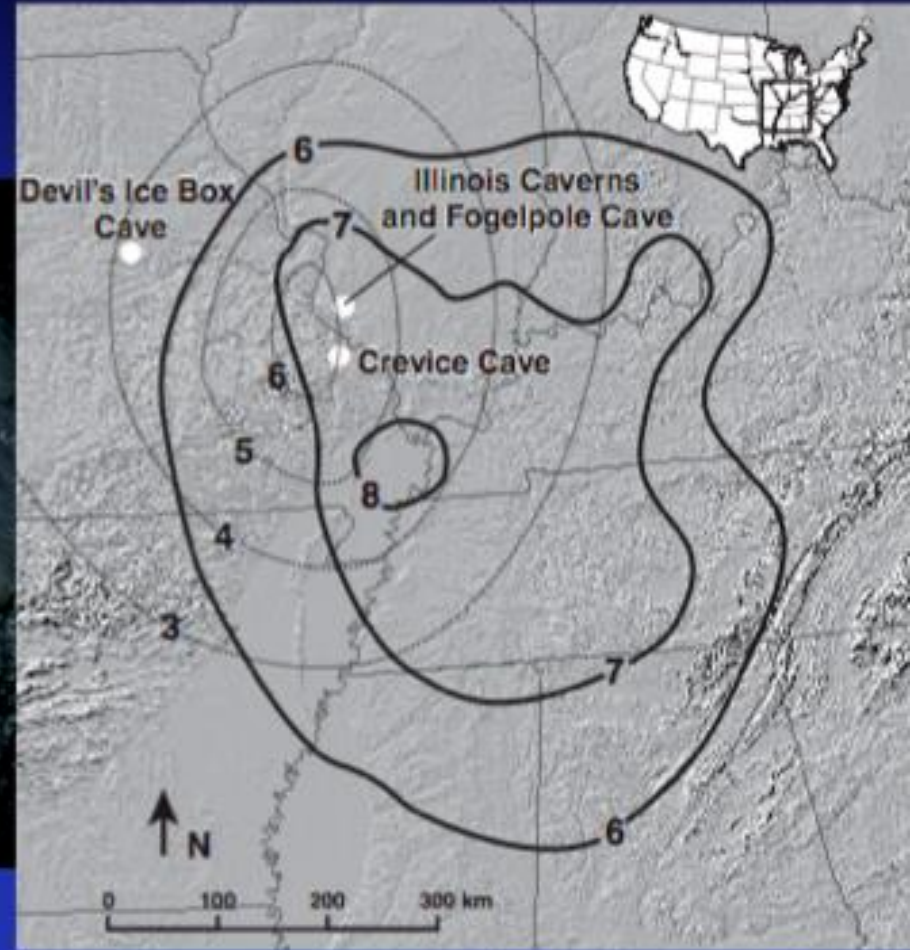 6
Devil's Ice Box
Cave
Illinois Caverns
and Fogelpole Cave
7
Crevice Cave
6
5
8
4
3
7
6
N
0 100 200 300 km